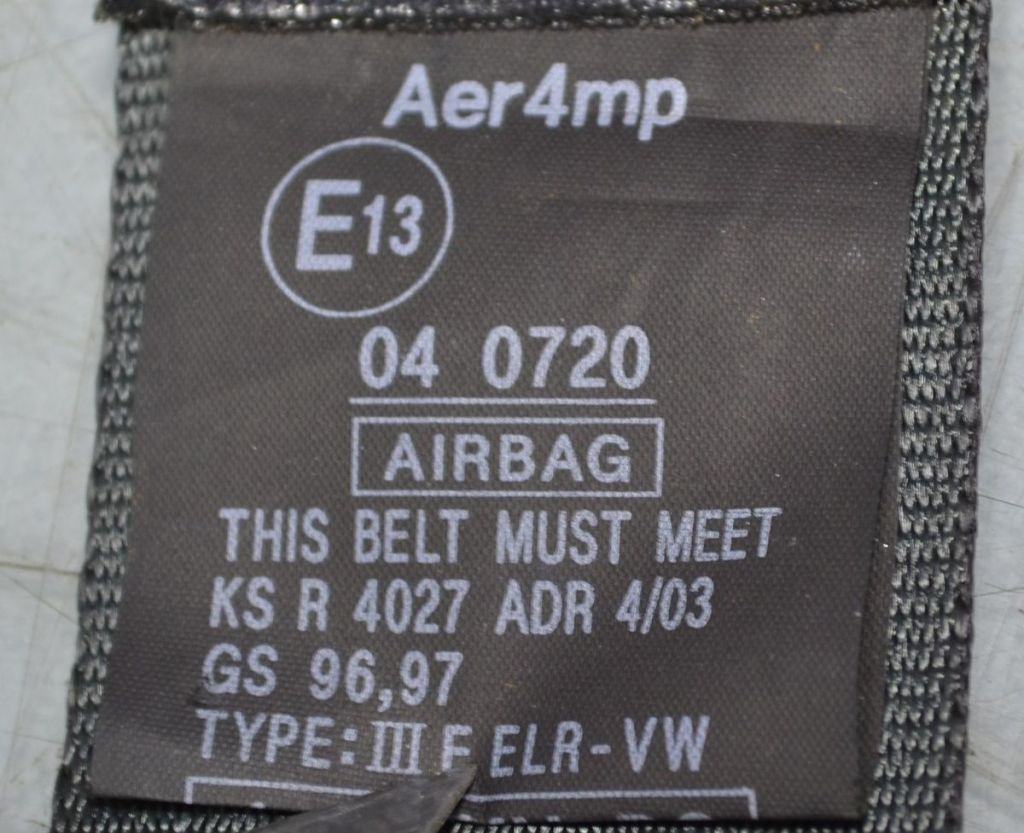 Aer4mp
E13
04 0720
AIRBAG
THIS BELT MUST MEET
KS R 4027 ADR 4/03
GS 96,97
TYPE:III F ELR-VW